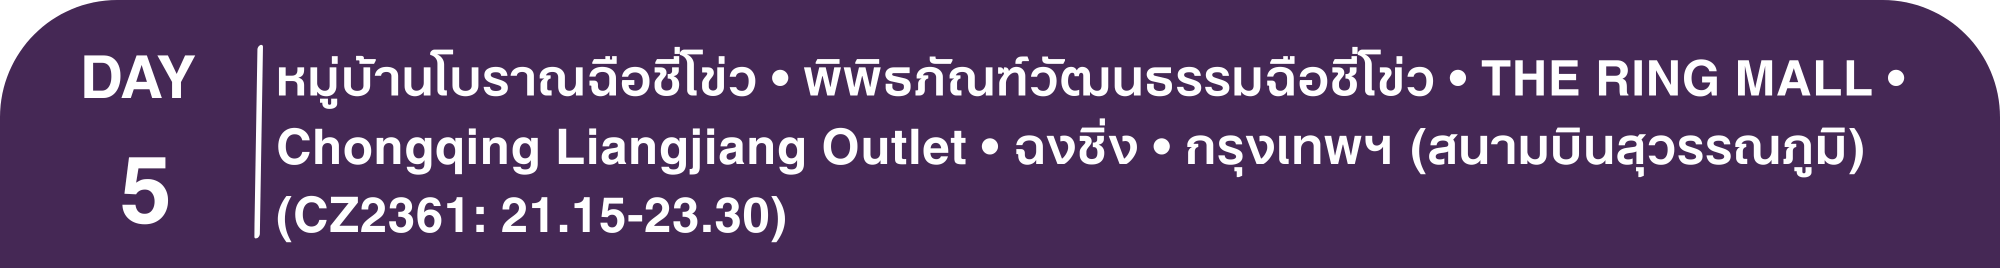 DAY
5
หมู่บ้านโบราณฉือชี่โข่ว • พิพิธภัณฑ์วัฒนธรรมฉือชี่โข่ว • THE RING MALL •
Chongqing Liangjiang Outlet • ฉงชิ่ง • กรุงเทพฯ (สนามบินสุวรรณภูมิ)
(CZ2361: 21.15-23.30)